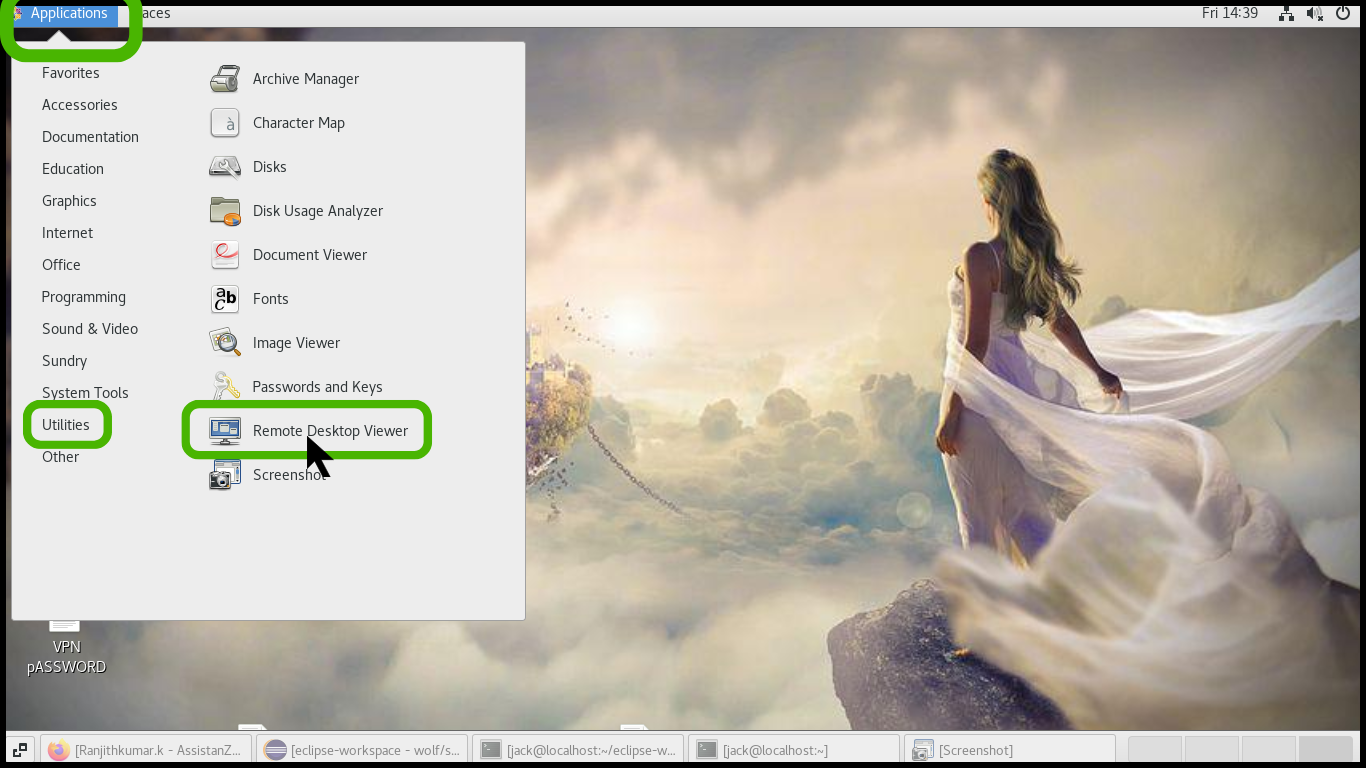 Applications
aces
Fri 14:39
Favorites
Accessories
Documentation
Education
Graphics
Internet
Office
Programming
Sound & Video
Sundry
System Tools
Utilities
Other
Archive Manager
à
Character Map
Disks
Disk Usage Analyzer
Document Viewer
abc
Fonts
Image Viewer
Passwords and Keys
Remote Desktop Viewer
Screenshot
VPN
pASSWORD
[Ranjithkumar.k - AssistanZ...
[eclipse-workspace - wolf/s...
[jack@localhost:~/eclipse-w...
[jack@localhost:~]
[Screenshot]